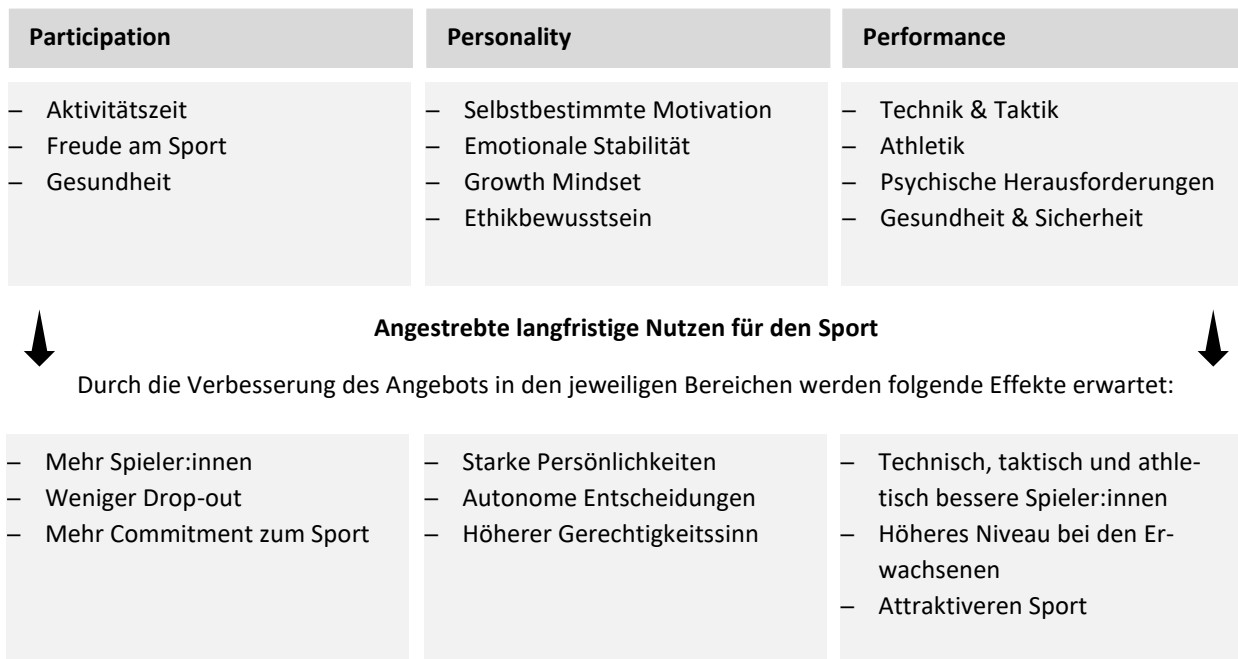 Participation
– Aktivitätszeit
– Freude am Sport
– Gesundheit
Personality
– Selbstbestimmte Motivation
– Emotionale Stabilität
– Growth Mindset
– Ethikbewusstsein
Performance
– Technik & Taktik
– Athletik
– Psychische Herausforderungen
– Gesundheit & Sicherheit
Angestrebte langfristige Nutzen für den Sport
Durch die Verbesserung des Angebots in den jeweiligen Bereichen werden folgende Effekte erwartet:
– Mehr Spieler:innen
– Weniger Drop-out
– Mehr Commitment zum Sport
– Starke Persönlichkeiten
– Autonome Entscheidungen
– Höherer Gerechtigkeitssinn
– Technisch, taktisch und athle-
tisch bessere Spieler:innen
– Höheres Niveau bei den Er-
wachsenen
– Attraktiveren Sport